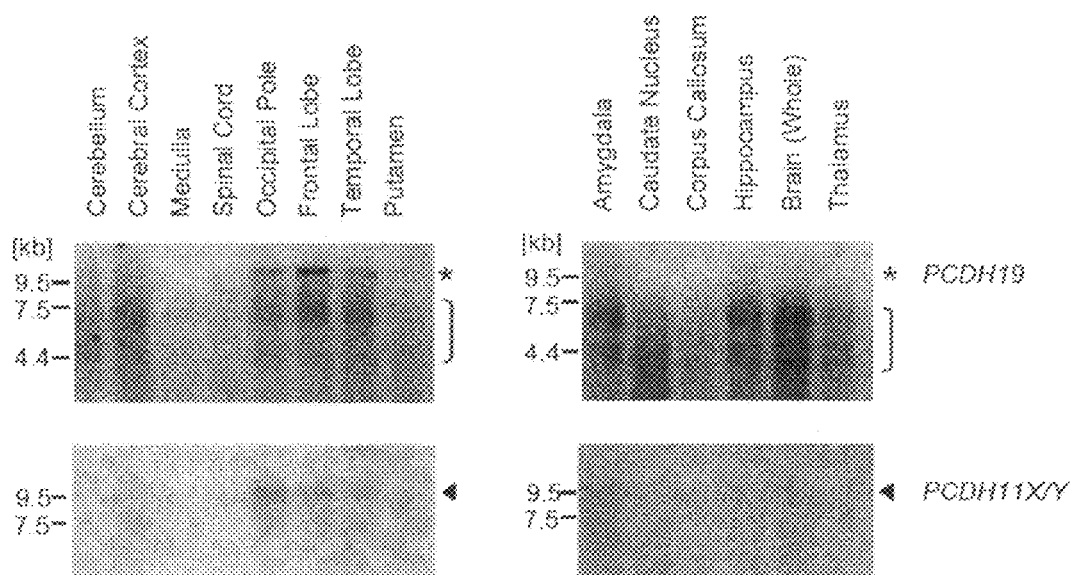 Cerebellum
Cerebral Cortex
Medulla
Spinal Cord
Occipital Pole
Frontal Lobe
Temporal Lobe
Putamen
Amygdala
Caudate Nucleus
Corpus Callosum
Hippocampus
Brain (Whole)
Thalamus
[kb]
9.5
7.5
4.4
*
[kb]
9.5
7.5
4.4
*
PCDH19
9.5
7.5
9.5
7.5
PCDH11X/Y